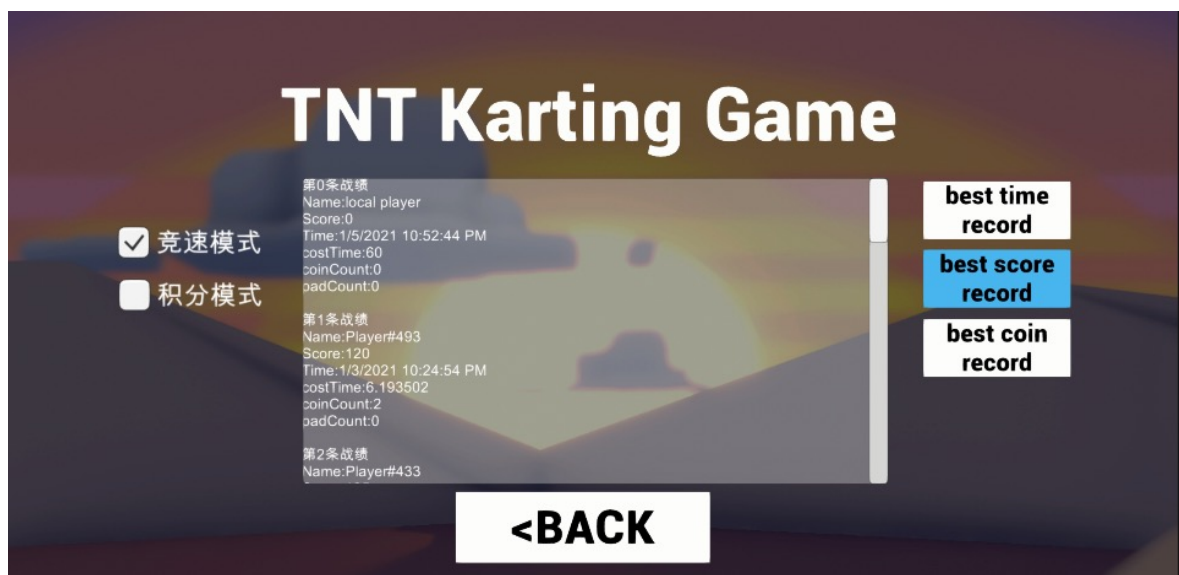 TNT Karting Game
竞速模式
积分模式
第0条战绩
Name:local player
Score:0
Time:1/5/2021 10:52:44 PM
costTime:60
coinCount:0
padCount:0
第1条战绩
Name:Player#493
Score:120
Time:1/3/2021 10:24:54 PM
costTime:6.193502
coinCount:2
padCount:0
第2条战绩
Name:Player#433
best time
record
best score
record
best coin
record
<BACK